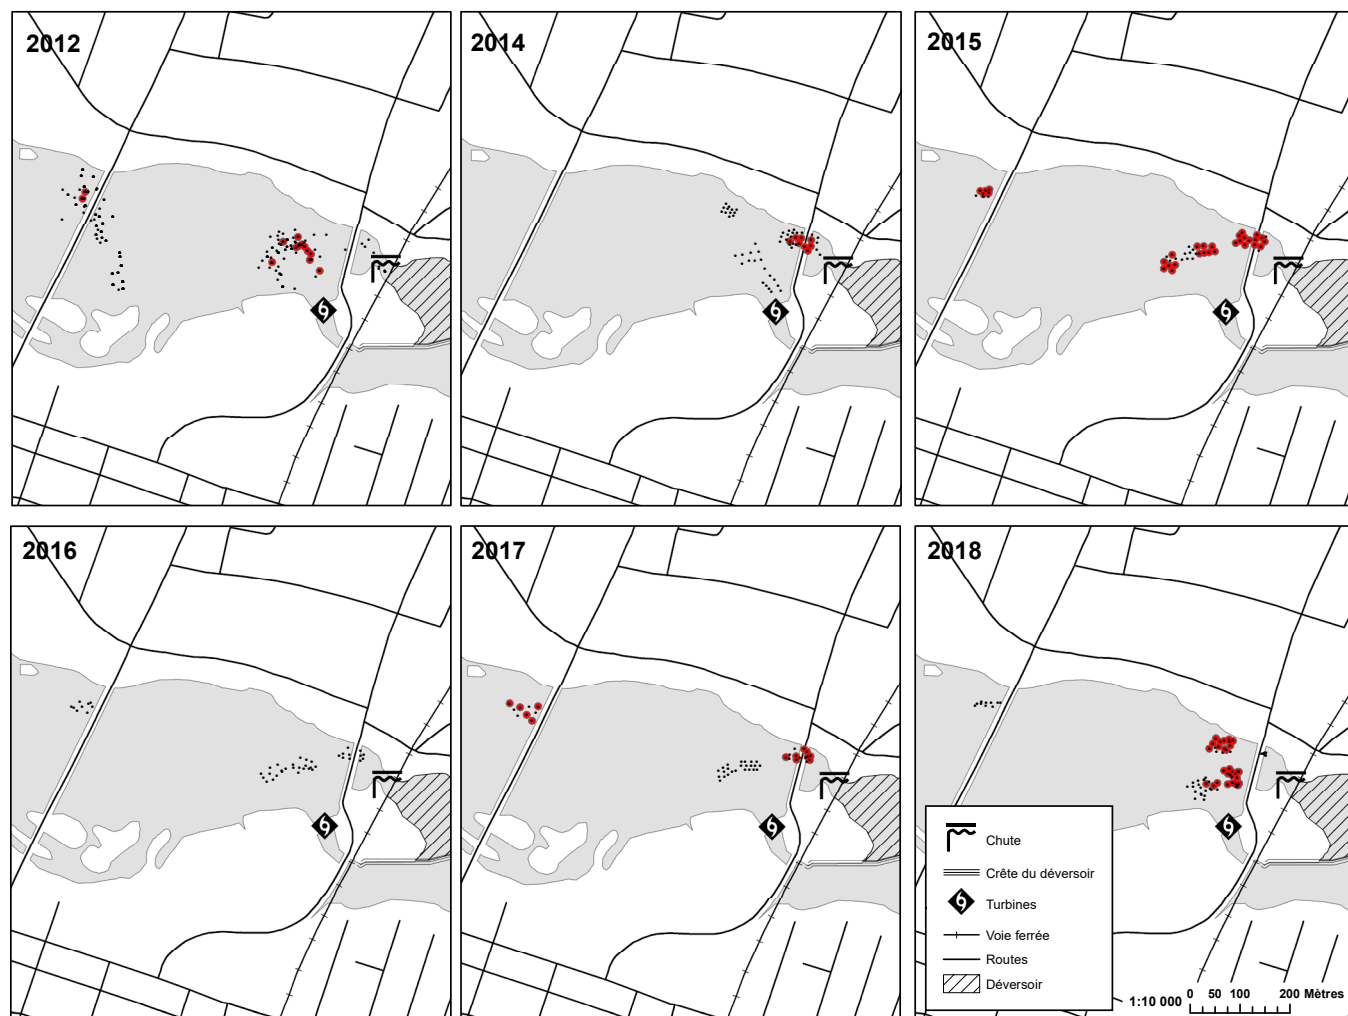 2012
2014
2015
2016
2017
2018
Chute
Crête du déversoir
Turbines
Voie ferrée
Routes
Déversoir
1:10 000 0 50 100 200 Mètres